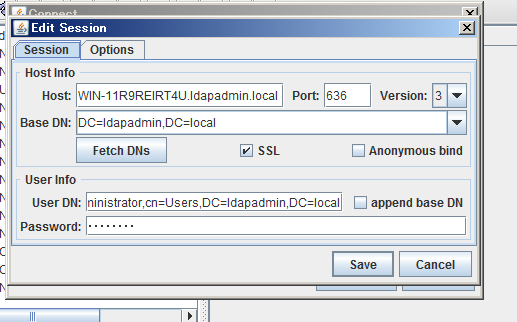 Connect
Edit Session
Session Options
Host Info
Host: WIN-11R9REIRT4U.ldapadmin.local Port: 636 Version: 3
Base DN: DC=ldapadmin,DC=local
Fetch DNs SSL Anonymous bind
User Info
User DN: ninistrator,cn=Users,DC=ldapadmin,DC=local append base DN
Password: ••••••••
Save Cancel